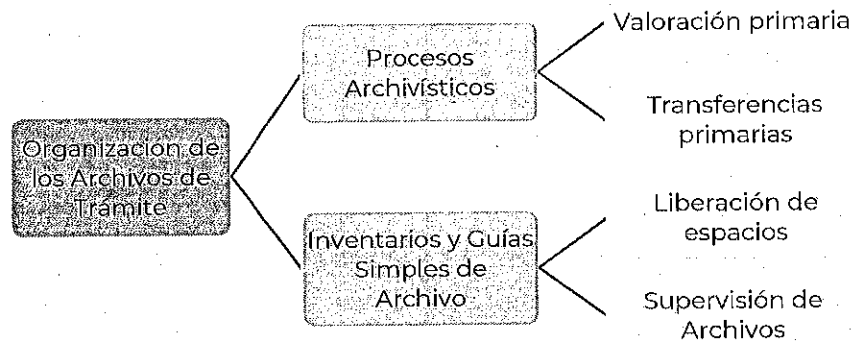 Organización de
los Archivos de
Trámite
Procesos
Archivísticos
Valoración primaria
Transferencias
primarias
Inventarios y Guías
Simples de
Archivo
Liberación de
espacios
Supervisión de
Archivos